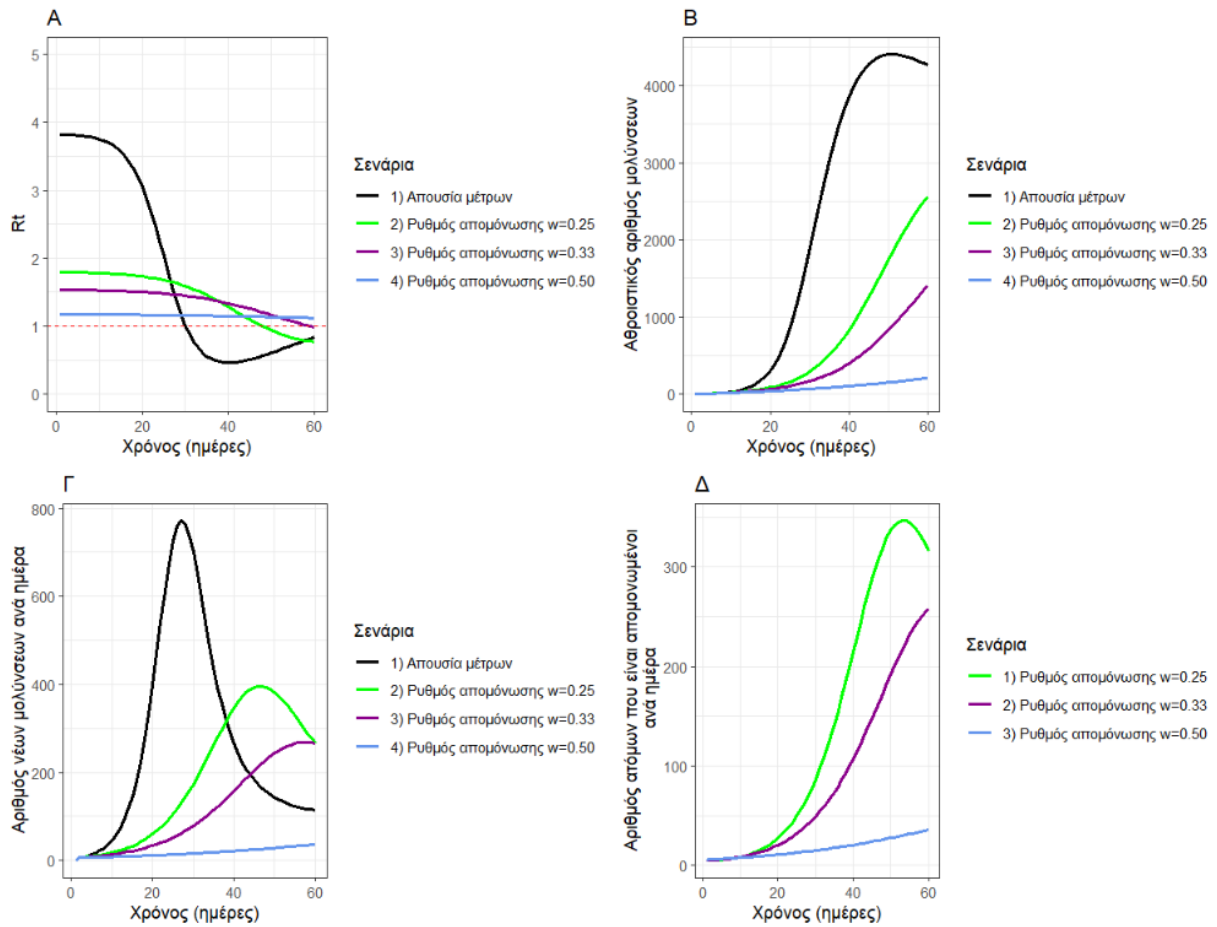 Α
Rt
5
4
3
2
1
0
0
20
40
60
Χρόνος (ημέρες)
Σενάρια
1) Απουσία μέτρων
2) Ρυθμός απομόνωσης w=0.25
3) Ρυθμός απομόνωσης w=0.33
4) Ρυθμός απομόνωσης w=0.50
Β
Αθροιστικός αριθμός μολύνσεων
4000
3000
2000
1000
0
0
20
40
60
Χρόνος (ημέρες)
Σενάρια
1) Απουσία μέτρων
2) Ρυθμός απομόνωσης w=0.25
3) Ρυθμός απομόνωσης w=0.33
4) Ρυθμός απομόνωσης w=0.50
Γ
Αριθμός νέων μολύνσεων ανά ημέρα
800
600
400
200
0
0
20
40
60
Χρόνος (ημέρες)
Σενάρια
1) Απουσία μέτρων
2) Ρυθμός απομόνωσης w=0.25
3) Ρυθμός απομόνωσης w=0.33
4) Ρυθμός απομόνωσης w=0.50
Δ
Αριθμός ατόμων που είναι απομονωμένοι
ανά ημέρα
300
200
100
0
0
20
40
60
Χρόνος (ημέρες)
Σενάρια
1) Ρυθμός απομόνωσης w=0.25
2) Ρυθμός απομόνωσης w=0.33
3) Ρυθμός απομόνωσης w=0.50